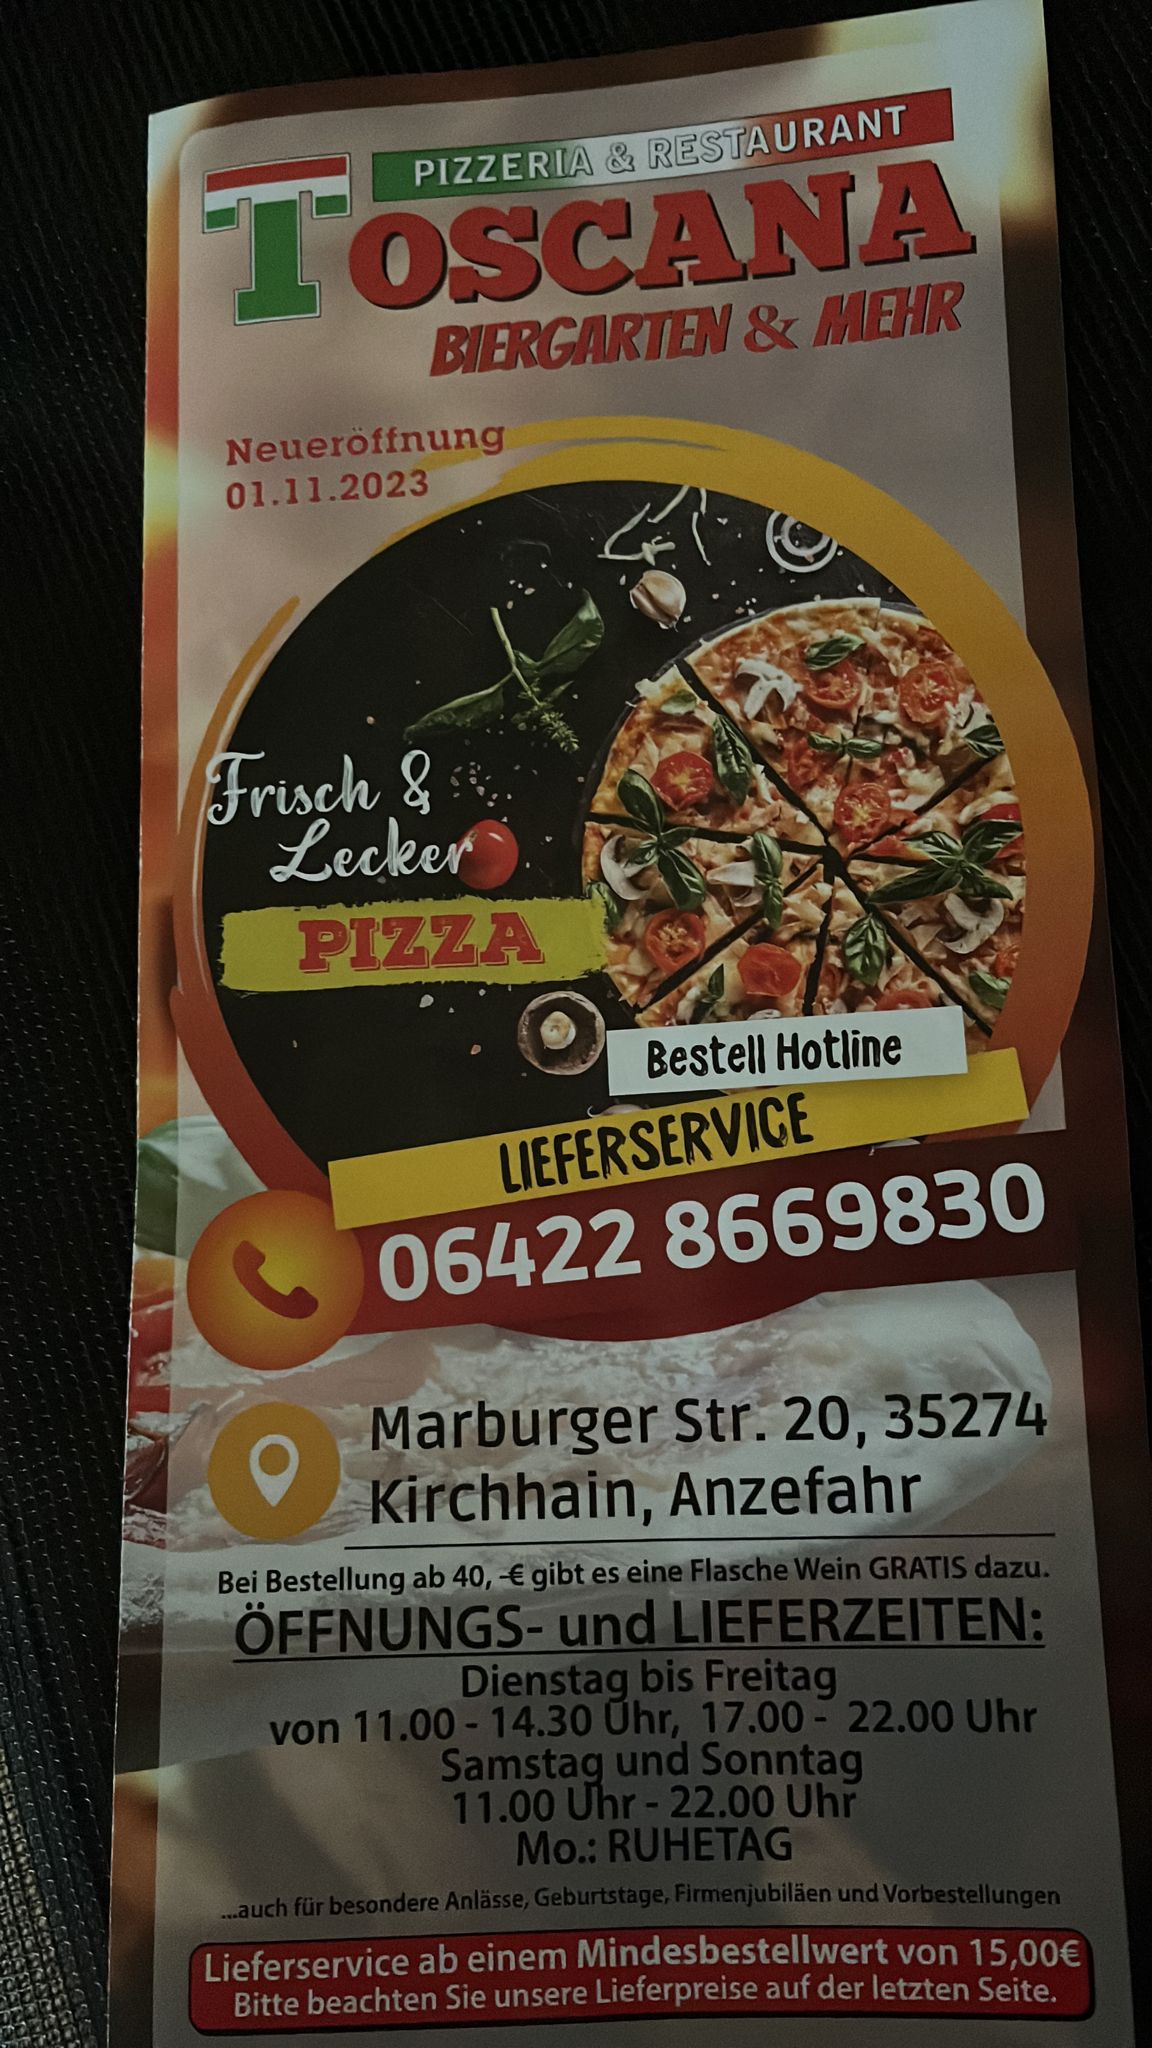 PIZZERIA & RESTAURANT
TOSCANA
BIERGARTEN & MEHR
Neueröffnung
01.11.2023
Frisch &
Lecker
PIZZA
Bestell Hotline
LIEFERSERVICE
06422 8669830
Marburger Str. 20, 35274
Kirchhain, Anzefahr
Bei Bestellung ab 40, -€ gibt es eine Flasche Wein GRATIS dazu.
ÖFFNUNGS- und LIEFERZEITEN:
Dienstag bis Freitag
von 11.00 - 14.30 Uhr, 17.00 - 22.00 Uhr
Samstag und Sonntag
11.00 Uhr - 22.00 Uhr
Mo.: RUHETAG
...auch für besondere Anlässe, Geburtstage, Firmenjubiläen und Vorbestellungen
Lieferservice ab einem Mindesbestellwert von 15,00€
Bitte beachten Sie unsere Lieferpreise auf der letzten Seite.